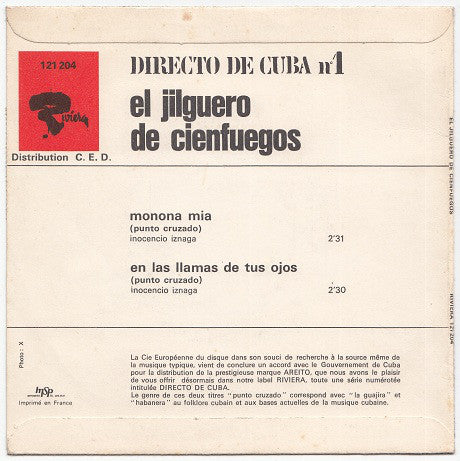 121 204
Riviera
Distribution C. E. D.
DIRECTO DE CUBA nº1
el jilguero
de cienfuegos
monona mia
(punto cruzado)
inocencio iznaga 2'31
en las llamas de tus ojos
(punto cruzado)
inocencio iznaga 2'30
EL JILGUERO DE CIENFUEGOS
RIVIERA 121 204
Photo : X
msp
Imprimé en France
La Cie Européenne du disque dans son souci de recherche à la source même de
la musique typique, vient de conclure un accord avec le Gouvernement de Cuba
pour la distribution de la prestigieuse marque AREITO, que nous avons le plaisir
de vous offrir désormais dans notre label RIVIERA, toute une série numérotée
intitulée DIRECTO DE CUBA.
Le genre de ces deux titres "punto cruzado" correspond avec "la guajira" et
"habanera" au folklore cubain et aux bases actuelles de la musique cubaine.